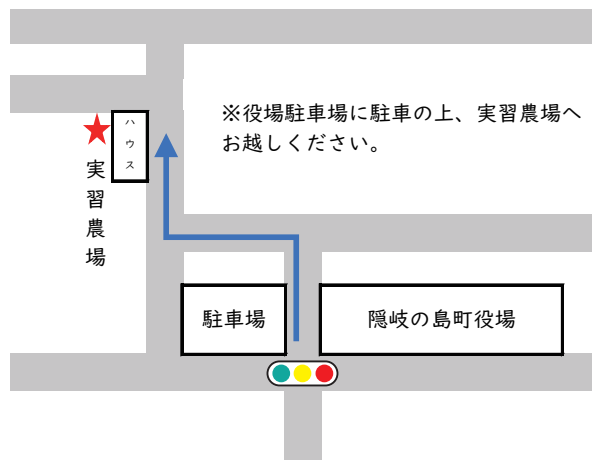 ※役場駐車場に駐車の上、実習農場へ
お越しください。
ハウス
実習農場
駐車場
隠岐の島町役場